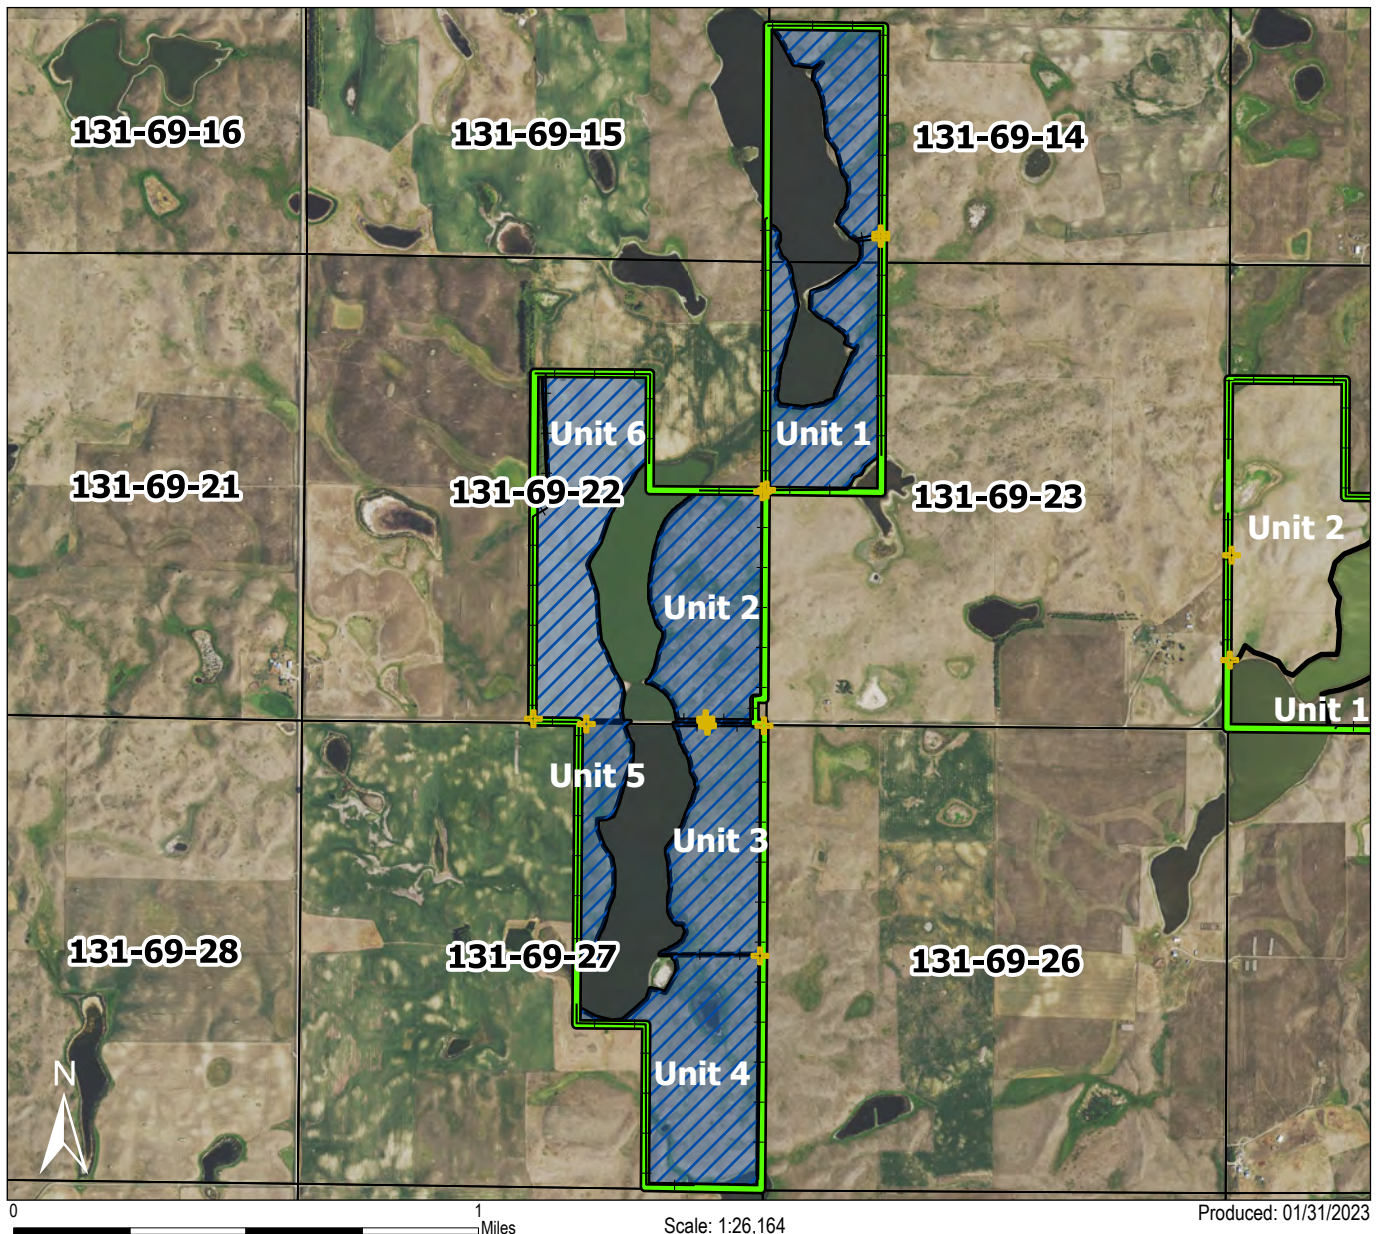 131-69-16
131-69-15
131-69-14
Unit 6
Unit 1
131-69-21
131-69-22
131-69-23
Unit 2
Unit 2
Unit 1
Unit 5
Unit 3
131-69-28
131-69-27
131-69-26
Unit 4
N
0
1
Miles
Scale: 1:26,164
Produced: 01/31/2023